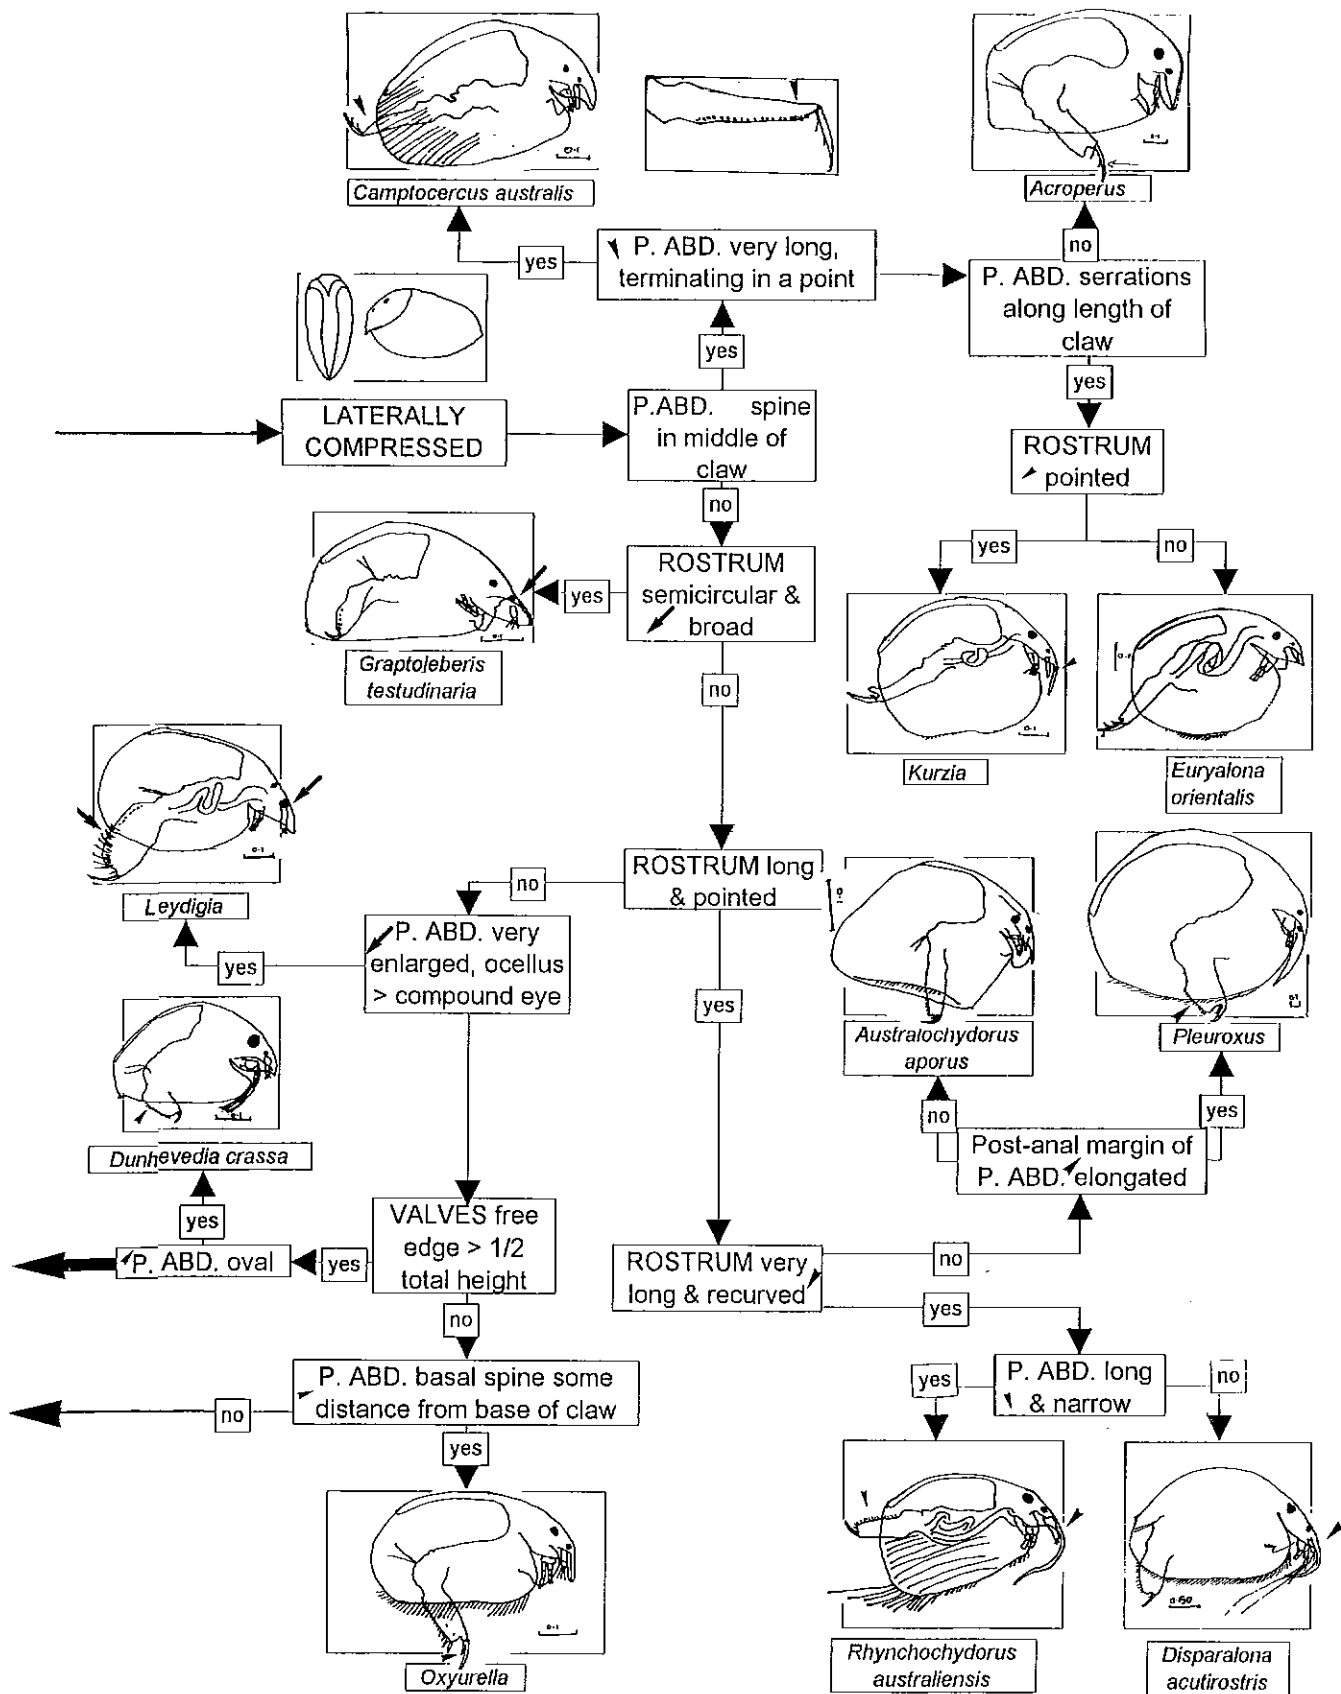 Camptocercus australis
Acroperus
yes
P. ABD. very long,
terminating in a point
no
P. ABD. serrations
along length of
claw
yes
yes
LATERALLY
COMPRESSED
P.ABD. spine
in middle of
claw
ROSTRUM
pointed
no
yes
no
ROSTRUM
semicircular &
broad
yes
Graptoleberis
testudinaria
no
Kurzia
Euryalona
orientalis
Leydigia
no
ROSTRUM long
& pointed
P. ABD. very
enlarged, ocellus
> compound eye
yes
yes
Australochydorus
aporus
Pleuroxus
Dunhevedia crassa
no
yes
Post-anal margin of
P. ABD. elongated
yes
VALVES free
edge > 1/2
total height
P. ABD. oval
yes
ROSTRUM very
long & recurved
no
yes
no
P. ABD. basal spine some
distance from base of claw
no
yes
yes
P. ABD. long
& narrow
no
Oxyurella
Rhynchochydorus
australiensis
Disparalona
acutirostris